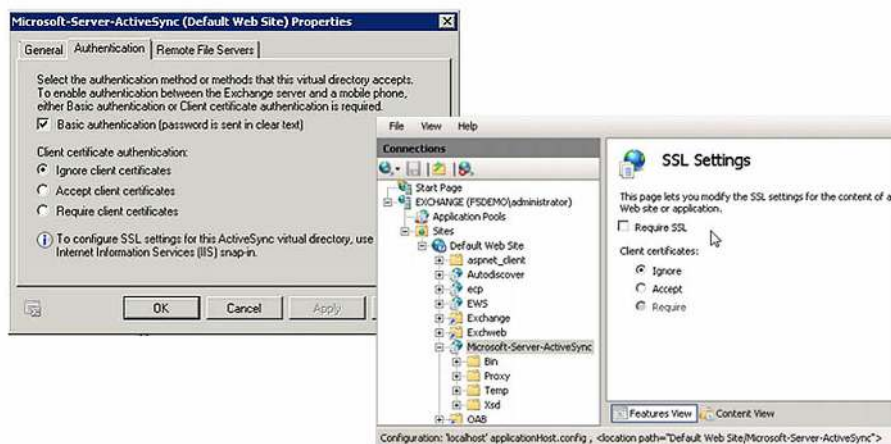 Microsoft-Server-ActiveSync (Default Web Site) Properties
General
Authentication
Remote File Servers
Select the authentication method or methods that this virtual directory accepts.
To enable authentication between the Exchange server and a mobile phone,
either Basic authentication or Client certificate authentication is required.
Basic authentication (password is sent in clear text)
Client certificate authentication:
Ignore client certificates
Accept client certificates
Require client certificates
To configure SSL settings for this ActiveSync virtual directory, use
Internet Information Services (IIS) snap-in.
OK
Cancel
Apply
File View Help
Connections
Start Page
EXCHANGE (F5DEMO\administrator)
Application Pools
Sites
Default Web Site
aspnet_client
Autodiscover
ecp
EWS
Exchange
Exchweb
Microsoft-Server-ActiveSync
Bin
Proxy
Temp
Xsd
OAB
SSL Settings
This page lets you modify the SSL settings for the content of a
Web site or application.
Require SSL
Client certificates:
Ignore
Accept
Require
Features View
Content View
Configuration: 'localhost' applicationHost.config , <location path="Default Web Site/Microsoft-Server-ActiveSync">